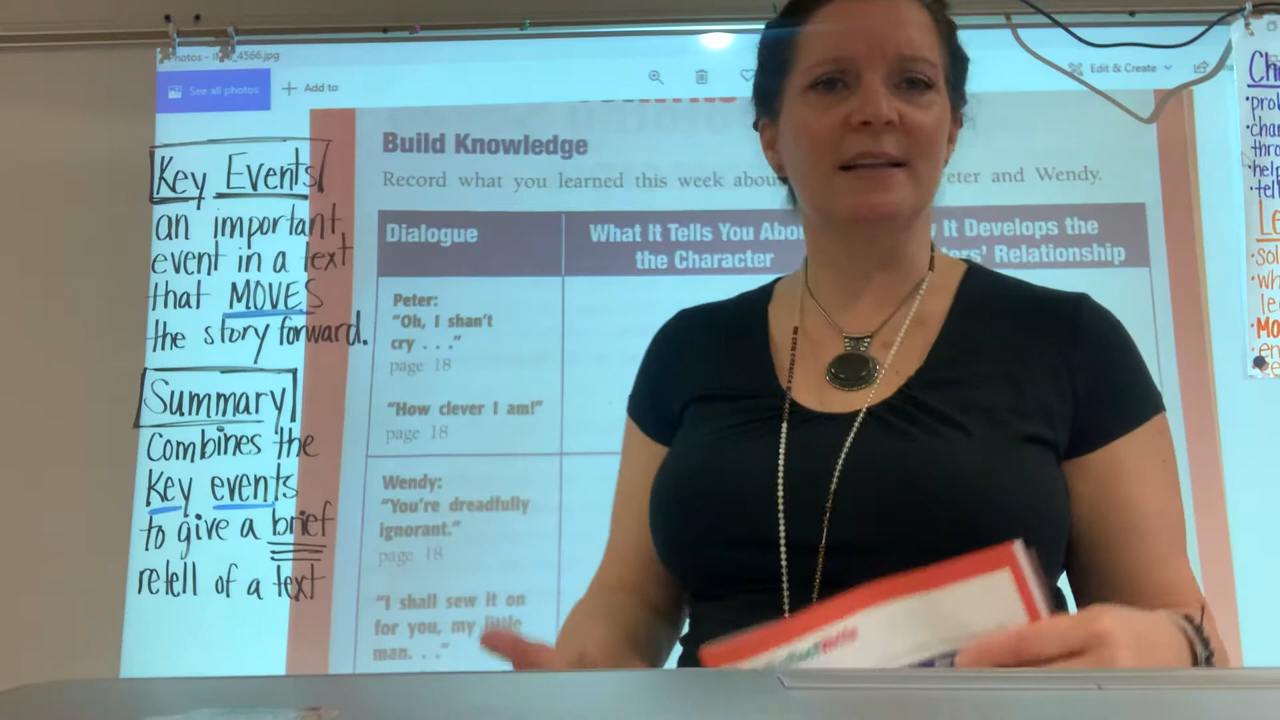 Photos - IMG_4566.jpg
See all photos
Add to
Edit & Create
Key Events
an important
event in a text
that MOVES
the story forward.
Summary
Combines the
Key events
to give a brief
retell of a text
Build Knowledge
Record what you learned this week
Peter and Wendy.
Dialogue
What It Tells You About
the Character
It Develops the
Relationship
Peter:
"Oh, I shan't
cry . . ."
page 18
"How clever I am!"
page 18
Wendy:
"You're dreadfully
ignorant."
page 18
"I shall sew it on
for you, my little
man. . ."